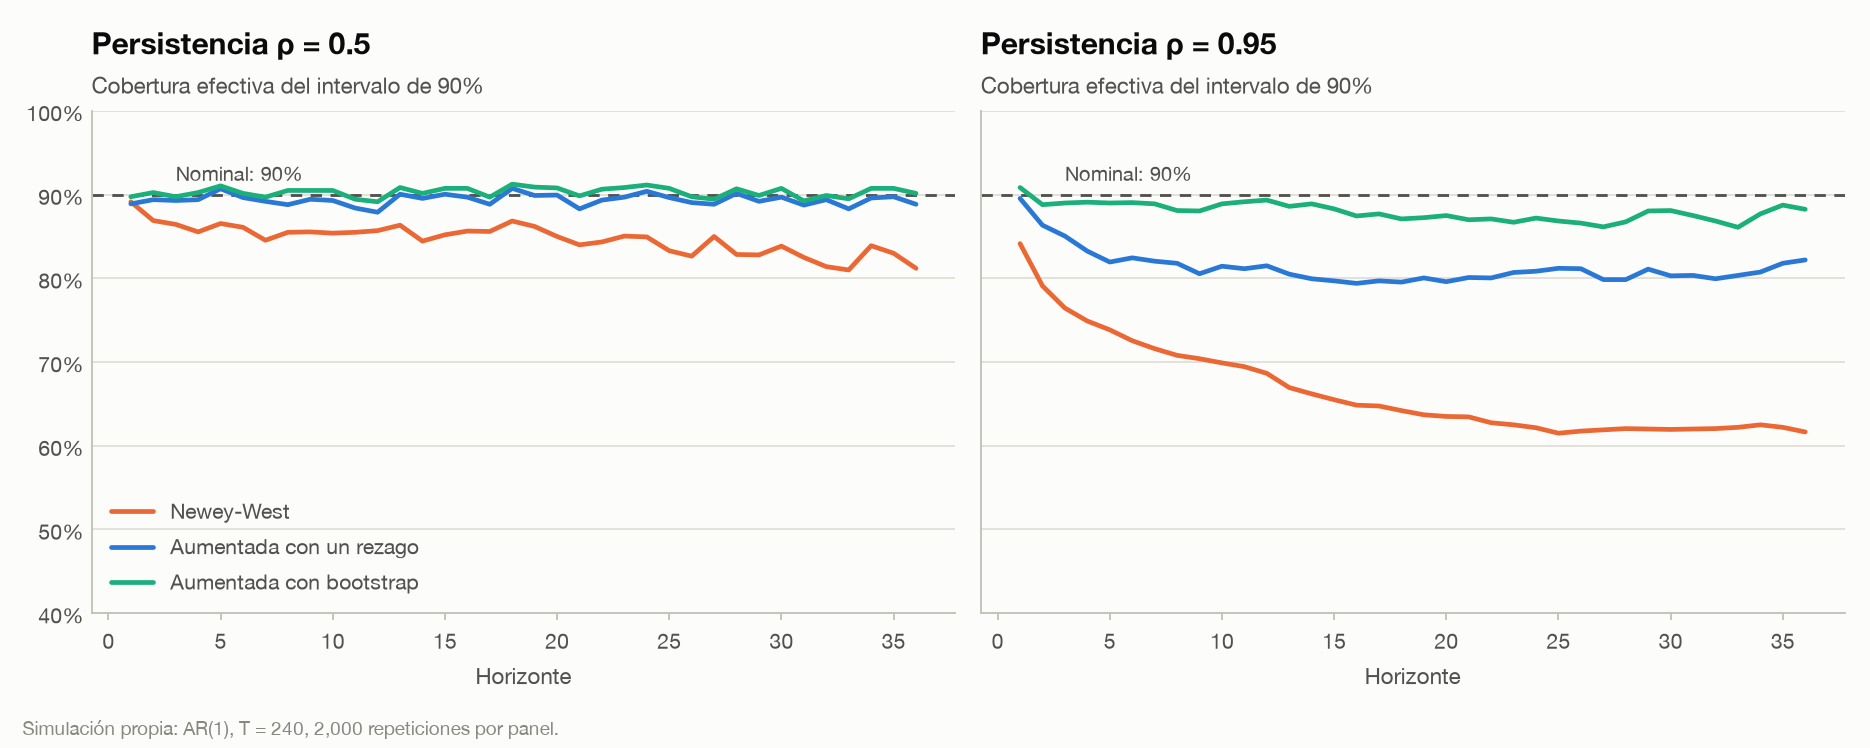 Persistencia ρ = 0.5
Cobertura efectiva del intervalo de 90%
100%
90%
80%
70%
60%
50%
40%
Nominal: 90%
Newey-West
Aumentada con un rezago
Aumentada con bootstrap
0 5 10 15 20 25 30 35
Horizonte
Persistencia ρ = 0.95
Cobertura efectiva del intervalo de 90%
Nominal: 90%
0 5 10 15 20 25 30 35
Horizonte
Simulación propia: AR(1), T = 240, 2,000 repeticiones por panel.